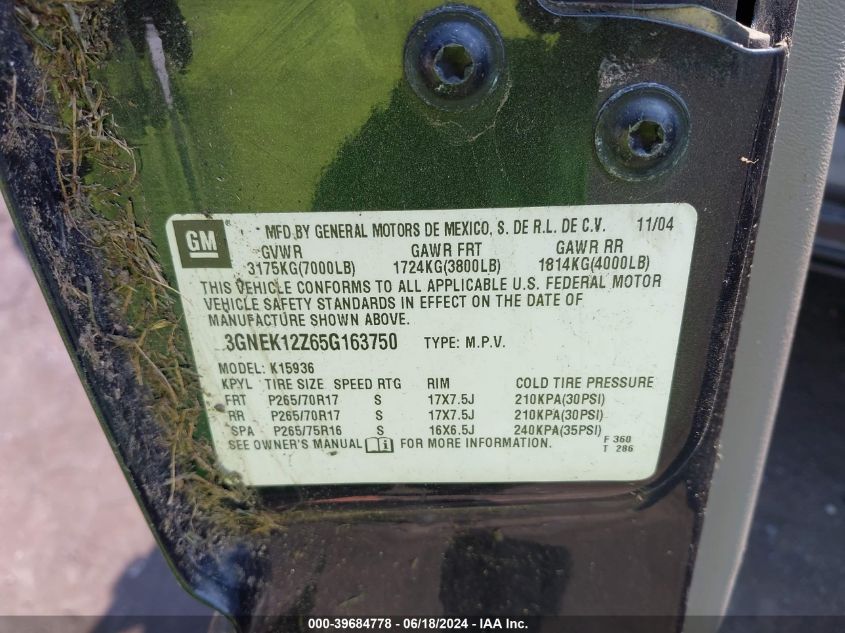 GM MFD.BY GENERAL MOTORS DE MEXICO, S. DE R.L. DE C.V. 11/04
GVWR GAWR FRT GAWR RR
3175KG(7000LB) 1724KG(3800LB) 1814KG(4000LB)
THIS VEHICLE CONFORMS TO ALL APPLICABLE U.S. FEDERAL MOTOR
VEHICLE SAFETY STANDARDS IN EFFECT ON THE DATE OF
MANUFACTURE SHOWN ABOVE.
3GNEK12Z65G163750 TYPE: M.P.V.
MODEL: K15936
KPYL TIRE SIZE SPEED RTG RIM COLD TIRE PRESSURE
FRT P265/70R17 S 17X7.5J 210KPA(30PSI)
RR P265/70R17 S 17X7.5J 210KPA(30PSI)
SPA P265/75R16 S 16X6.5J 240KPA(35PSI)
SEE OWNER'S MANUAL FOR MORE INFORMATION.
F 360
T 286
000-39684778 - 06/18/2024 - IAA Inc.